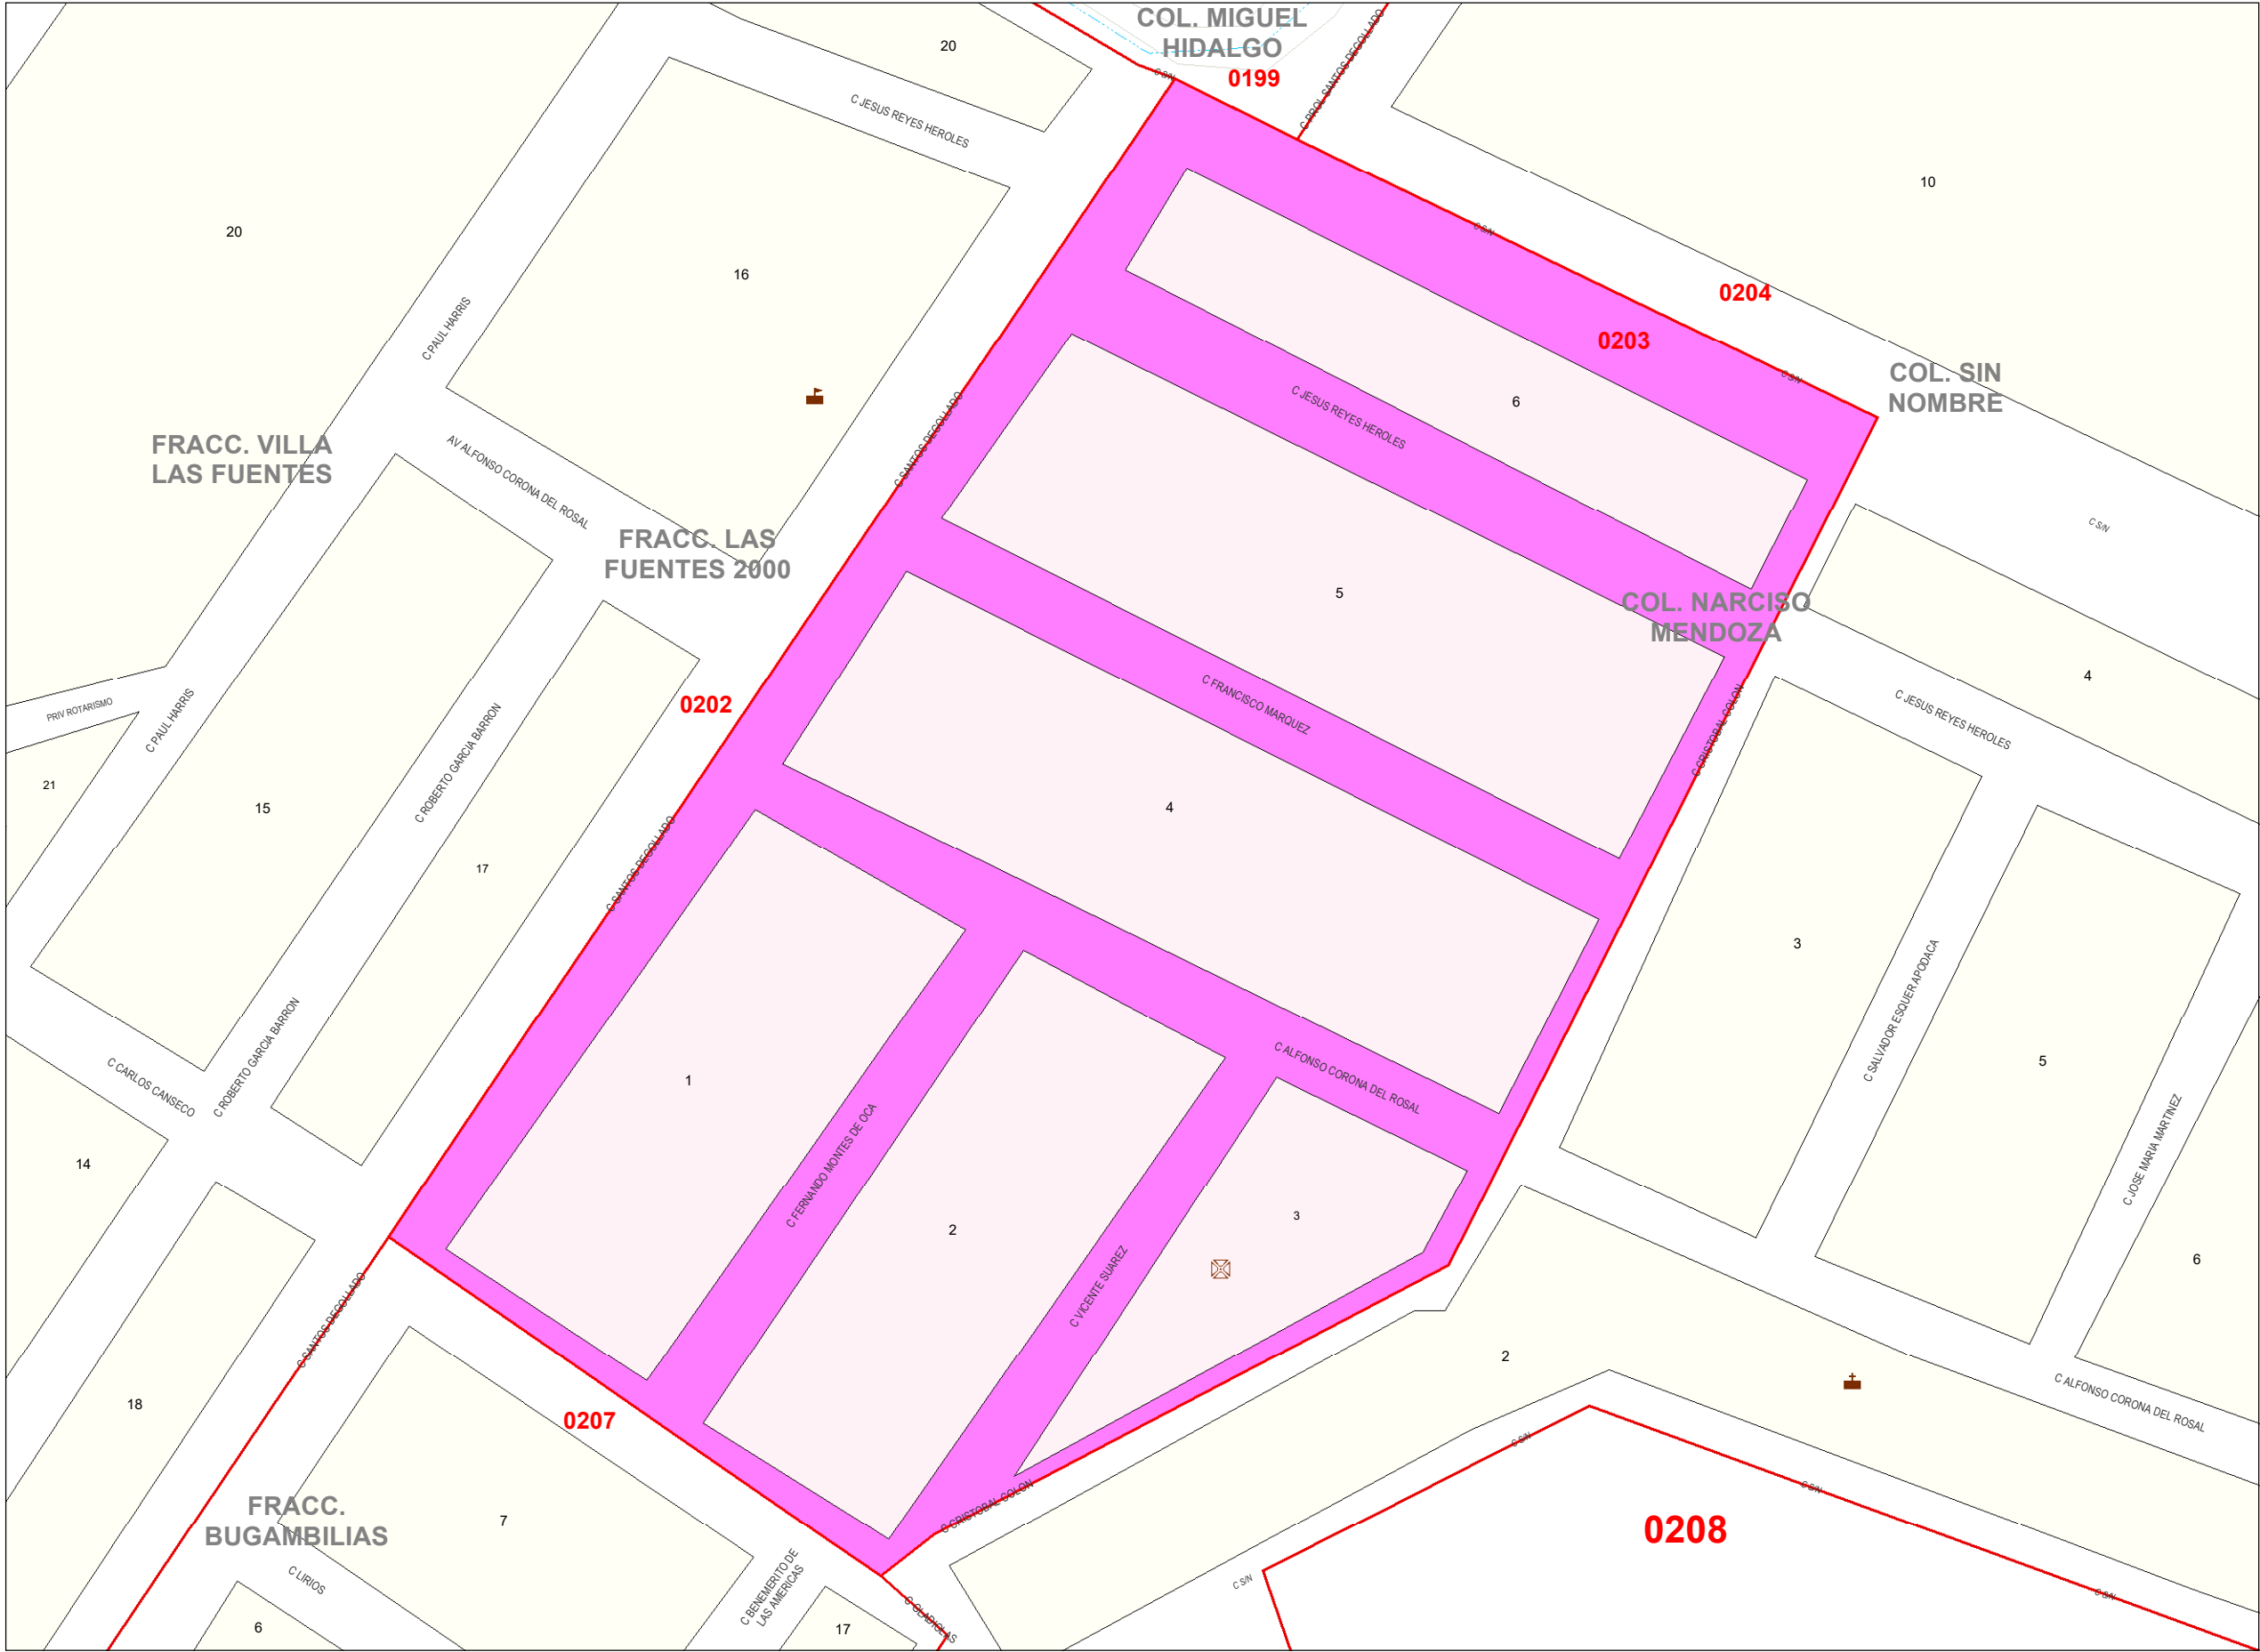 COL. MIGUEL
HIDALGO
0199
20
C S/N
C PROL SANTOS DEGOLLADO
C JESUS REYES HEROLES
10
20
16
C S/N
0204
0203
C PAUL HARRIS
C S/N
COL. SIN
NOMBRE
6
C JESUS REYES HEROLES
C SANTOS DEGOLLADO
FRACC. VILLA
LAS FUENTES
AV ALFONSO CORONA DEL ROSAL
C S/N
FRACC. LAS
FUENTES 2000
5
COL. NARCISO
MENDOZA
4
0202
C FRANCISCO MARQUEZ
C JESUS REYES HEROLES
PRIV ROTARISMO
C PAUL HARRIS
C CRISTOBAL COLON
C ROBERTO GARCIA BARRON
21
15
4
17
C SANTOS DEGOLLADO
3
C SALVADOR ESQUER APODACA
C ROBERTO GARCIA BARRON
5
C CARLOS CANSECO
1
C ALFONSO CORONA DEL ROSAL
14
C FERNANDO MONTES DE OCA
C JOSE MARIA MARTINEZ
3
2
6
C VICENTE SUAREZ
C SANTOS DEGOLLADO
2
18
C ALFONSO CORONA DEL ROSAL
0207
C S/N
C S/N
FRACC.
BUGAMBILIAS
C CRISTOBAL COLON
7
0208
C LIRIOS
C BENEMERITO DE
LAS AMERICAS
C S/N
C S/N
C GLADIOLAS
6
17